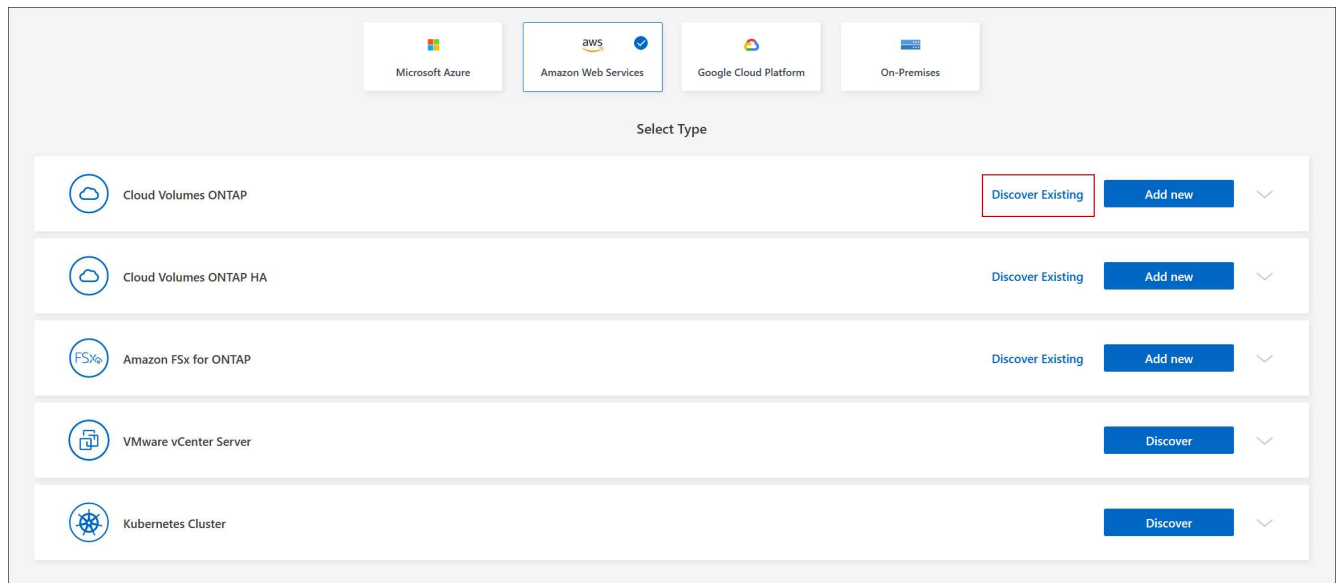 aws
Microsoft Azure
Amazon Web Services
Google Cloud Platform
On-Premises
Select Type
Cloud Volumes ONTAP
Discover Existing
Add new
Cloud Volumes ONTAP HA
Discover Existing
Add new
FSx
Amazon FSx for ONTAP
Discover Existing
Add new
VMware vCenter Server
Discover
Kubernetes Cluster
Discover